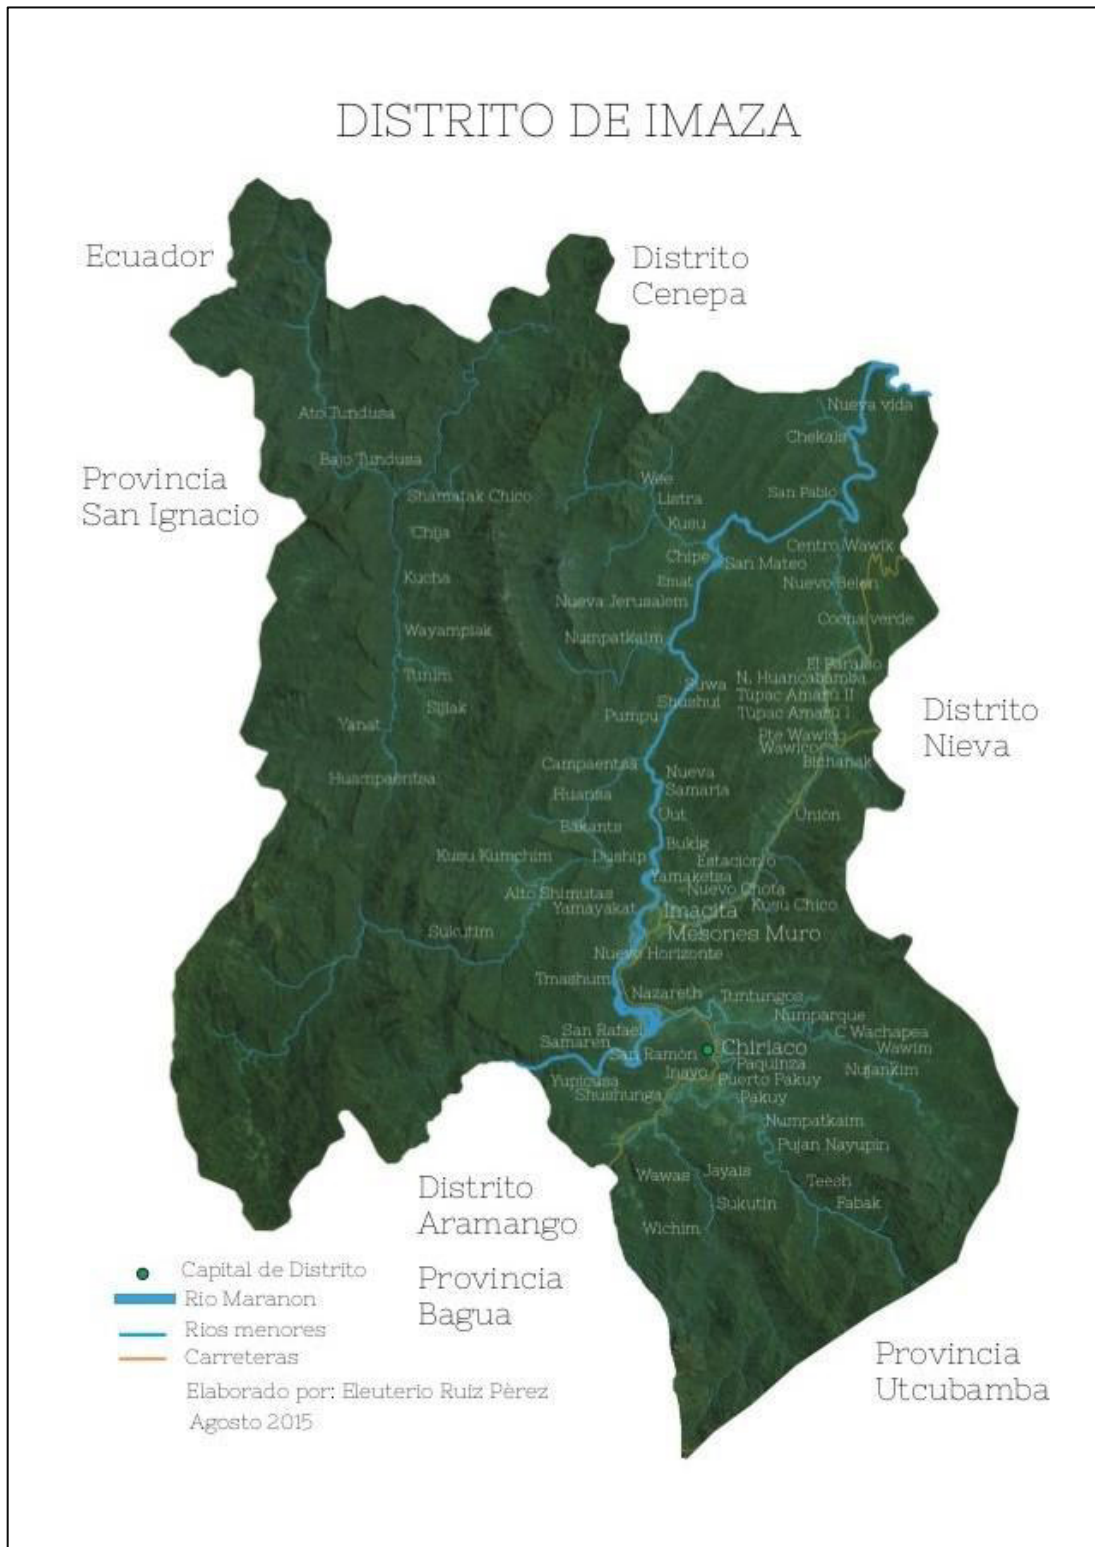 DISTRITO DE IMAZA
Ecuador
Distrito
Cenepa
Nueva vida
Ato Tundusa
Chekais
Bajo Tundusa
Provincia
San Ignacio
Wee
Shamatak Chico
Listra
San Pablo
Kusu
Chija
Centro Wawik
Chipe
San Mateo
Kucha
Emat
Nuevo Belen
Nueva Jerusalem
Cocha verde
Wayampiak
Numpatkaim
El Paraiso
Tunim
N. Huancabamba
Suwa
Tupac Amaru II
Shushui
Sijiak
Tupac Amaru I
Pumpu
Distrito
Nieva
Yanat
Pte Wawico
Wawico
Bichanak
Campaentsa
Nueva
Samaria
Huampaentsa
Huansa
Uut
Union
Bakants
Bukig
Kusu Kumchim
Duship
Estacion 6
Yamaketsa
Nuevo Chota
Alto Shimutas
Kusu Chico
Yamayakat
Imacita
Sukutim
Mesones Muro
Nuevo Horizonte
Tmashum
Nazareth
Tuntungos
Numparque
San Rafael
C Wachapea
Samaren
San Ramon
Chiriaco
Wawim
Paquinza
Inayo
Nujankim
Yupicusa
Puerto Pakuy
Shushunga
Pakuy
Numpatkaim
Pujan Nayupin
Wawas
Jayais
Teesh
Sukutin
Fabak
Wichim
Distrito
Aramango
Provincia
Bagua
Capital de Distrito
Rio Maranon
Rios menores
Carreteras
Provincia
Utcubamba
Elaborado por: Eleuterio Ruiz Pèrez
Agosto 2015